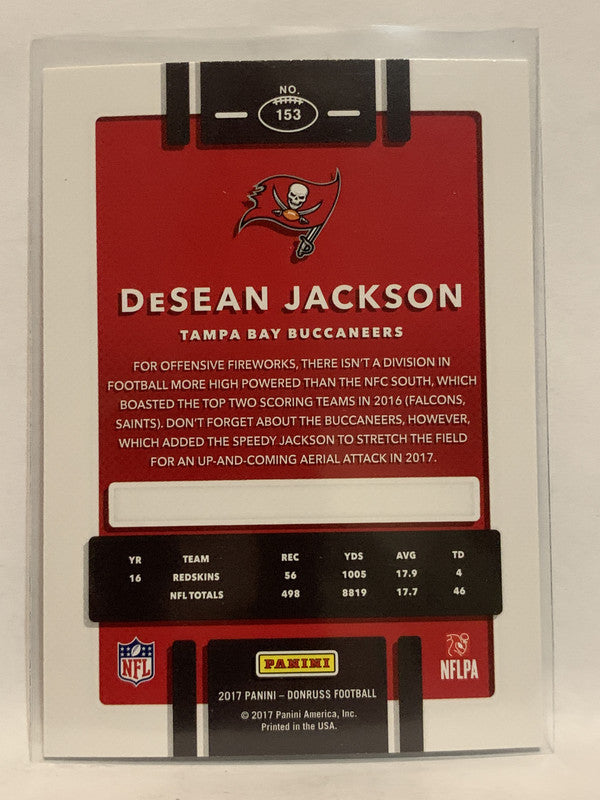 NO.
153
DeSEAN JACKSON
TAMPA BAY BUCCANEERS
FOR OFFENSIVE FIREWORKS, THERE ISN'T A DIVISION IN
FOOTBALL MORE HIGH POWERED THAN THE NFC SOUTH, WHICH
BOASTED THE TOP TWO SCORING TEAMS IN 2016 (FALCONS,
SAINTS). DON'T FORGET ABOUT THE BUCCANEERS, HOWEVER,
WHICH ADDED THE SPEEDY JACKSON TO STRETCH THE FIELD
FOR AN UP-AND-COMING AERIAL ATTACK IN 2017.
YR TEAM REC YDS AVG TD
16 REDSKINS 56 1005 17.9 4
NFL TOTALS 498 8819 17.7 46
NFL PANINI NFLPA
2017 PANINI – DONRUSS FOOTBALL
© 2017 Panini America, Inc.
Printed in the USA.